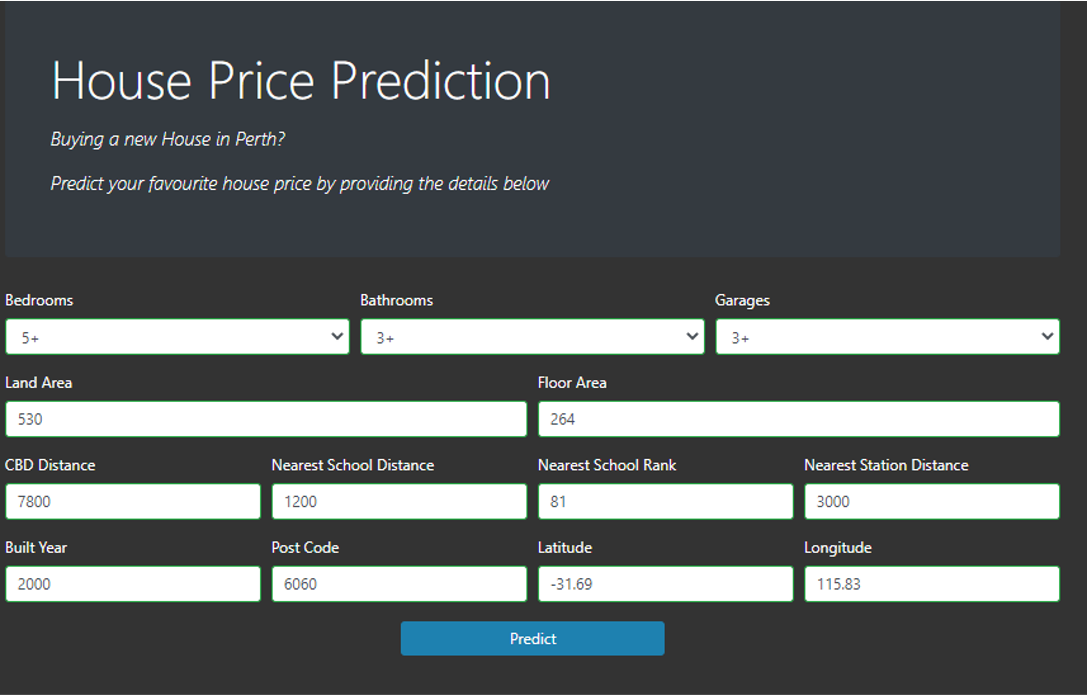 House Price Prediction
Buying a new House in Perth?
Predict your favourite house price by providing the details below
Bedrooms Bathrooms Garages
5+ 3+ 3+
Land Area Floor Area
530 264
CBD Distance Nearest School Distance Nearest School Rank Nearest Station Distance
7800 1200 81 3000
Built Year Post Code Latitude Longitude
2000 6060 -31.69 115.83
Predict